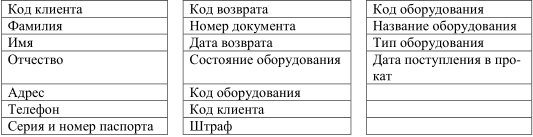 Код клиента
Фамилия
Имя
Отчество
Адрес
Телефон
Серия и номер паспорта
Код возврата
Номер документа
Дата возврата
Состояние оборудования
Код оборудования
Код клиента
Штраф
Код оборудования
Название оборудования
Тип оборудования
Дата поступления в про-
кат